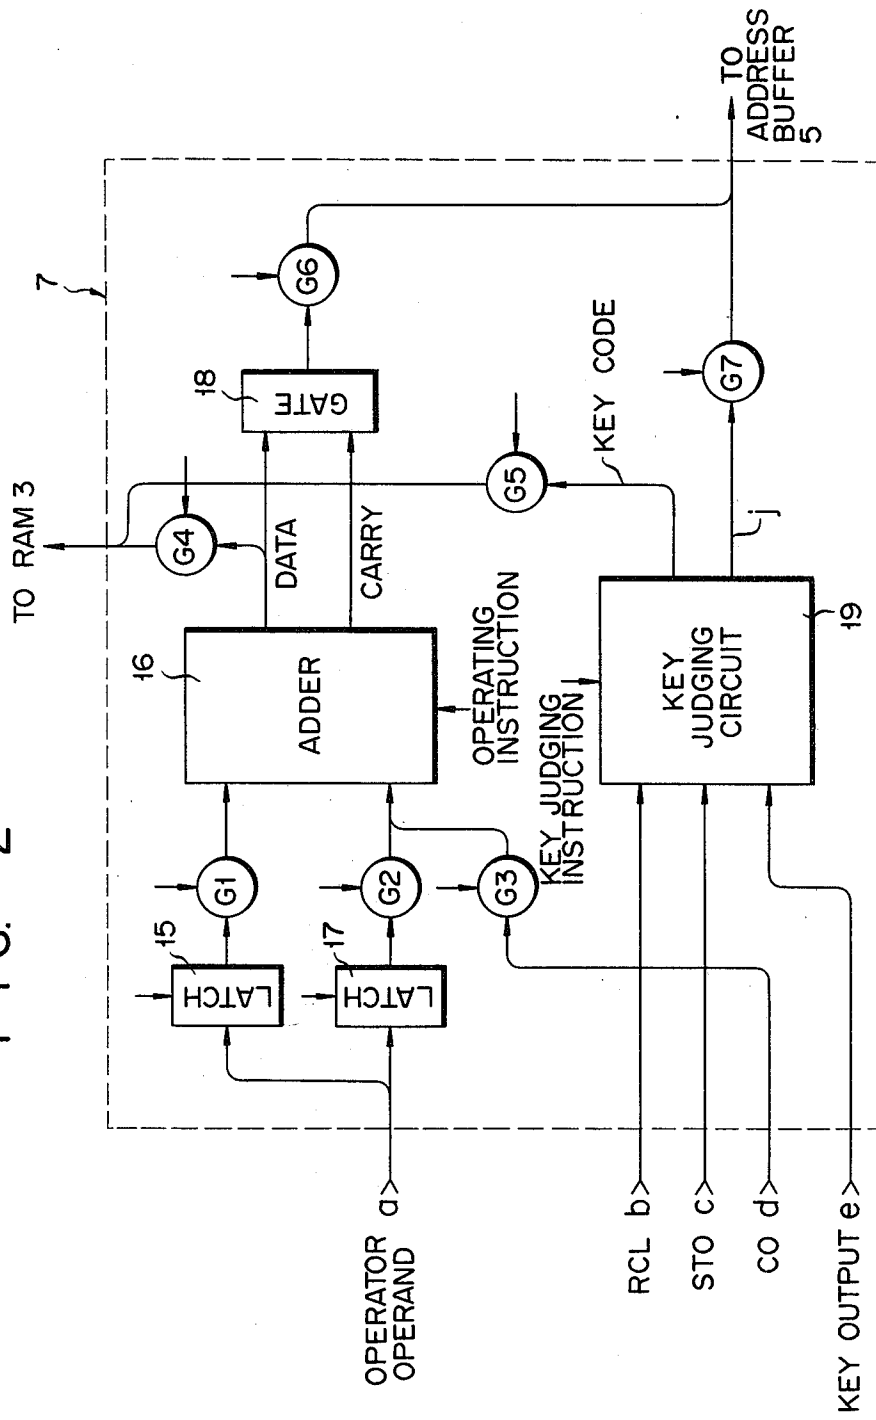 FIG. 2
7
TO RAM 3
OPERATOR
OPERAND
a
15
LATCH
G1
17
LATCH
G2
G3
16
ADDER
DATA
CARRY
OPERATING
INSTRUCTION
G4
18
GATE
G6
G5
KEY CODE
KEY JUDGING
INSTRUCTION
RCL b
STO c
CO d
KEY OUTPUT e
KEY
JUDGING
CIRCUIT
19
j
G7
TO
ADDRESS
BUFFER
5